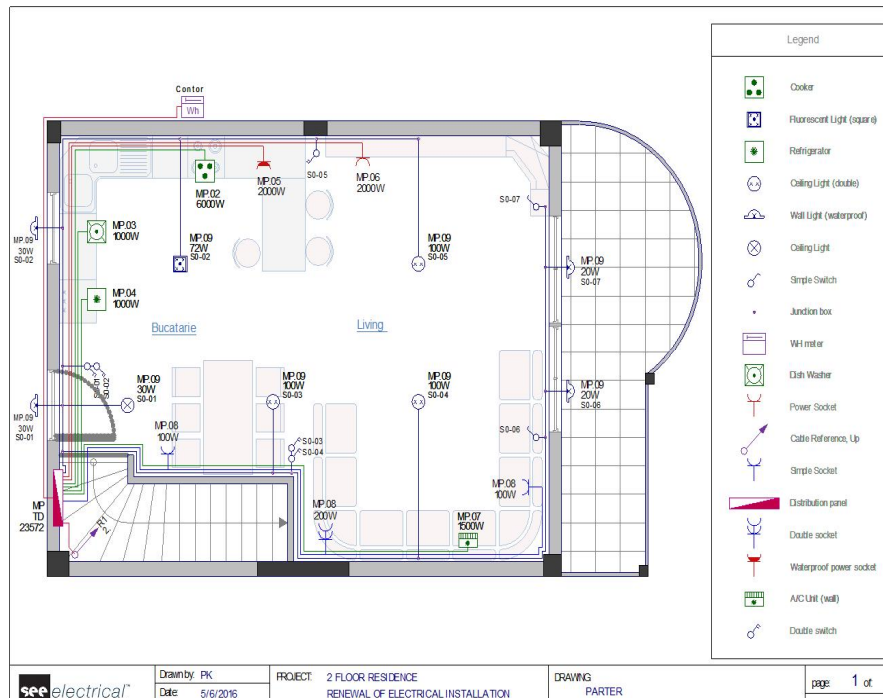 Contor
Wh
MP.02
6000W
MP.05
2000W
S0-05
MP.06
2000W
MP.03
1000W
MP.09
30W
S0-02
MP.09
72W
S0-02
MP.09
100W
S0-05
S0-07
MP.09
20W
S0-07
MP.04
1000W
Bucatarie
Living
S0-01
S0-02
MP.09
30W
S0-01
MP.09
30W
S0-01
MP.09
100W
S0-03
MP.09
100W
S0-04
MP.09
20W
S0-06
MP.08
100W
S0-03
S0-04
S0-06
MP.08
100W
MP
TD
23572
R1
2
MP.08
200W
MP.07
1500W
Legend
Cooker
Fluorescent Light (square)
Refrigerator
Ceiling Light (double)
Wall Light (waterproof)
Ceiling Light
Simple Switch
Junction box
WH meter
Dish Washer
Power Socket
Cable Reference, Up
Simple Socket
Distribution panel
Double socket
Waterproof power socket
A/C Unit (wall)
Double switch
see electrical™
Drawn by: PK
Date: 5/6/2016
PROJECT: 2 FLOOR RESIDENCE
RENEWAL OF ELECTRICAL INSTALLATION
DRAWING
PARTER
page: 1 of: